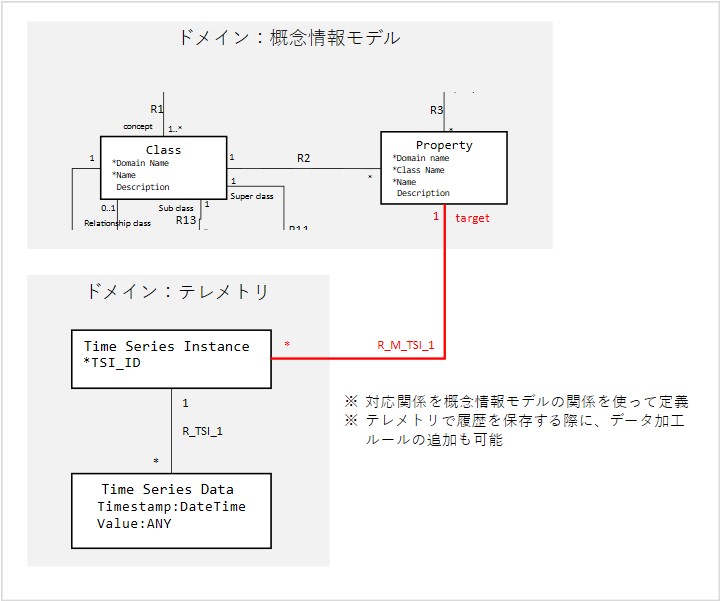 ドメイン：概念情報モデル
R1
concept
1..*
Class
*Domain Name
*Name
Description
1
1
R2
*
1
Super class
0..1
Relationship class
Sub class
1
R13
R11
R3
*
Property
*Domain name
*Class Name
*Name
Description
1
target
ドメイン：テレメトリ
Time Series Instance
*TSI_ID
*
R_M_TSI_1
1
R_TSI_1
*
Time Series Data
Timestamp:DateTime
Value:ANY
※ 対応関係を概念情報モデルの関係を使って定義
※ テレメトリで履歴を保存する際に、データ加工
ルールの追加も可能